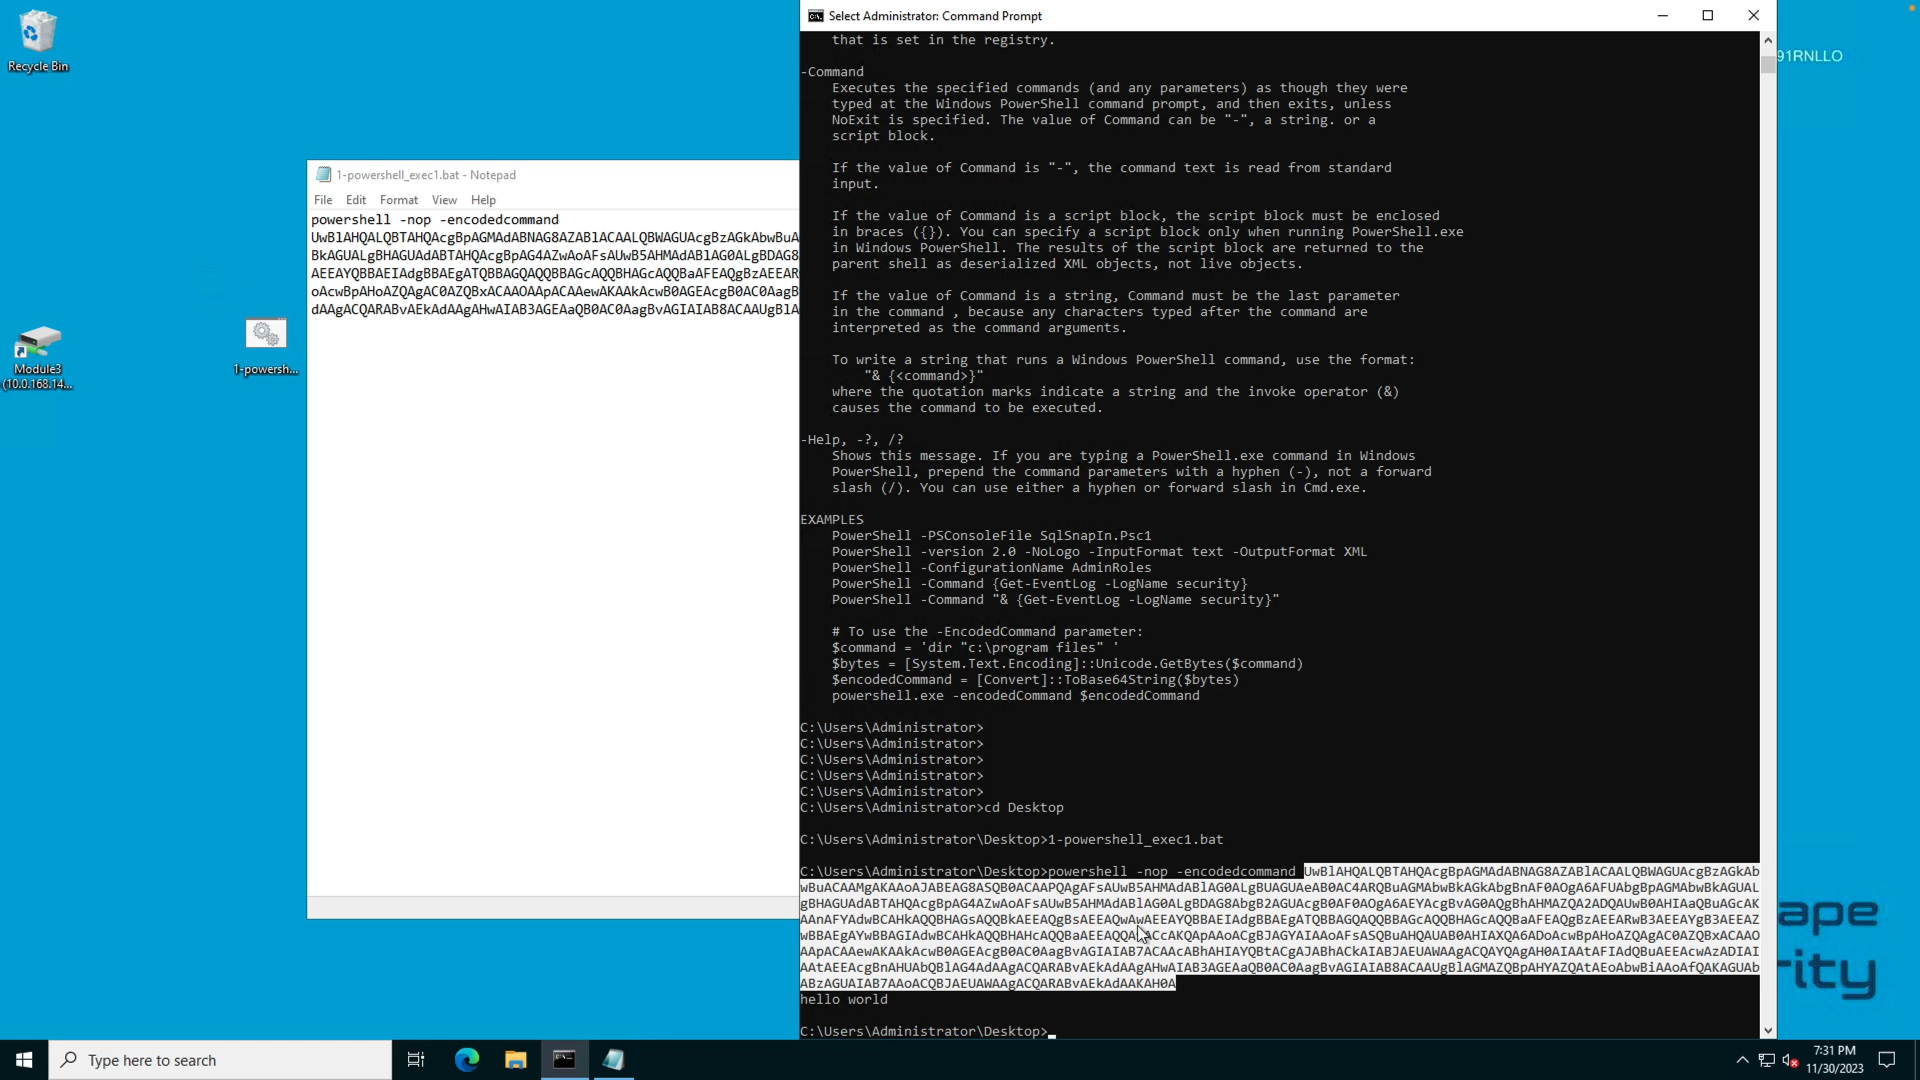 Recycle Bin
Module3
(10.0.168.14...
1-powersh...
1-powershell_exec1.bat - Notepad
File Edit Format View Help
powershell -nop -encodedcommand
UwBlAHQALQBTAHQAcgBpAGMAdABNAG8AZABlACAALQBWAGUAcgBzAGkAbwBuA
BkAGUALgBHAGUAdABTAHQAcgBpAG4AZwAoAFsAUwB5AHMAdABlAG0ALgBDAG8
AEEAYQBBAEIAdgBBAEgATQBBAGQAQQBBAGcAQQBHAGcAQQBaAFEAQgBzAEEAR
oAcwBpAHoAZQAgAC0AZQBxACAAOAApACAAewAKAAkAcwB0AGEAcgB0AC0AagB
dAAgACQARABvAEkAdAAgAHwAIAB3AGEAaQB0AC0AagBvAGIAIAB8ACAAUgBlA
Select Administrator: Command Prompt
that is set in the registry.
-Command
Executes the specified commands (and any parameters) as though they were
typed at the Windows PowerShell command prompt, and then exits, unless
NoExit is specified. The value of Command can be "-", a string. or a
script block.
If the value of Command is "-", the command text is read from standard
input.
If the value of Command is a script block, the script block must be enclosed
in braces ({}). You can specify a script block only when running PowerShell.exe
in Windows PowerShell. The results of the script block are returned to the
parent shell as deserialized XML objects, not live objects.
If the value of Command is a string, Command must be the last parameter
in the command , because any characters typed after the command are
interpreted as the command arguments.
To write a string that runs a Windows PowerShell command, use the format:
"& {<command>}"
where the quotation marks indicate a string and the invoke operator (&)
causes the command to be executed.
-Help, -?, /?
Shows this message. If you are typing a PowerShell.exe command in Windows
PowerShell, prepend the command parameters with a hyphen (-), not a forward
slash (/). You can use either a hyphen or forward slash in Cmd.exe.
EXAMPLES
PowerShell -PSConsoleFile SqlSnapIn.Psc1
PowerShell -version 2.0 -NoLogo -InputFormat text -OutputFormat XML
PowerShell -ConfigurationName AdminRoles
PowerShell -Command {Get-EventLog -LogName security}
PowerShell -Command "& {Get-EventLog -LogName security}"
# To use the -EncodedCommand parameter:
$command = 'dir "c:\program files" '
$bytes = [System.Text.Encoding]::Unicode.GetBytes($command)
$encodedCommand = [Convert]::ToBase64String($bytes)
powershell.exe -encodedCommand $encodedCommand
C:\Users\Administrator>
C:\Users\Administrator>
C:\Users\Administrator>
C:\Users\Administrator>
C:\Users\Administrator>
C:\Users\Administrator>cd Desktop
C:\Users\Administrator\Desktop>1-powershell_exec1.bat
C:\Users\Administrator\Desktop>powershell -nop -encodedcommand UwBlAHQALQBTAHQAcgBpAGMAdABNAG8AZABlACAALQBWAGUAcgBzAGkAb
wBuACAAMgAKAAoAJABEAG8ASQB0ACAAPQAgAFsAUwB5AHMAdABlAG0ALgBUAGUAeAB0AC4ARQBuAGMAbwBkAGkAbgBnAF0AOgA6AFUAbgBpAGMAbwBkAGUAL
gBHAGUAdABTAHQAcgBpAG4AZwAoAFsAUwB5AHMAdABlAG0ALgBDAG8AbgB2AGUAcgB0AF0AOgA6AEYAcgBvAG0AQgBhAHMAZQA2ADQAUwB0AHIAaQBuAGcAK
AAnAFYAdwBCAHkAQQBHAGsAQQBkAEEAQgBsAEEAQwAwAEEAYQBBAEIAdgBBAEgATQBBAGQAQQBBAGcAQQBHAGcAQQBaAFEAQgBzAEEARwB3AEEAYgB3AEEAZ
AApACAAewAKAAkAcwB0AGEAcgB0AC0AagBvAGIAIAB7ACAAcABhAHIAYQBtACgAJABhACkAIABJAEUAWAAgACQAYQAgAH0AIAAtAFIAdQBuAEEAcwAzADIAI
AAtAEEAcgBnAHUAbQBlAG4AdAAgACQARABvAEkAdAAgAHwAIAB3AGEAaQB0AC0AagBvAGIAIAB8ACAAUgBlAGMAZQBpAHYAZQAtAEoAbwBiAAoAfQAKAGUAb
ABzAGUAIAB7AAoACQBJAEUAWAAgACQARABvAEkAdAAKAH0A
hello world
C:\Users\Administrator\Desktop>
91RNLLO
ape
rity
Type here to search
7:31 PM
11/30/2023